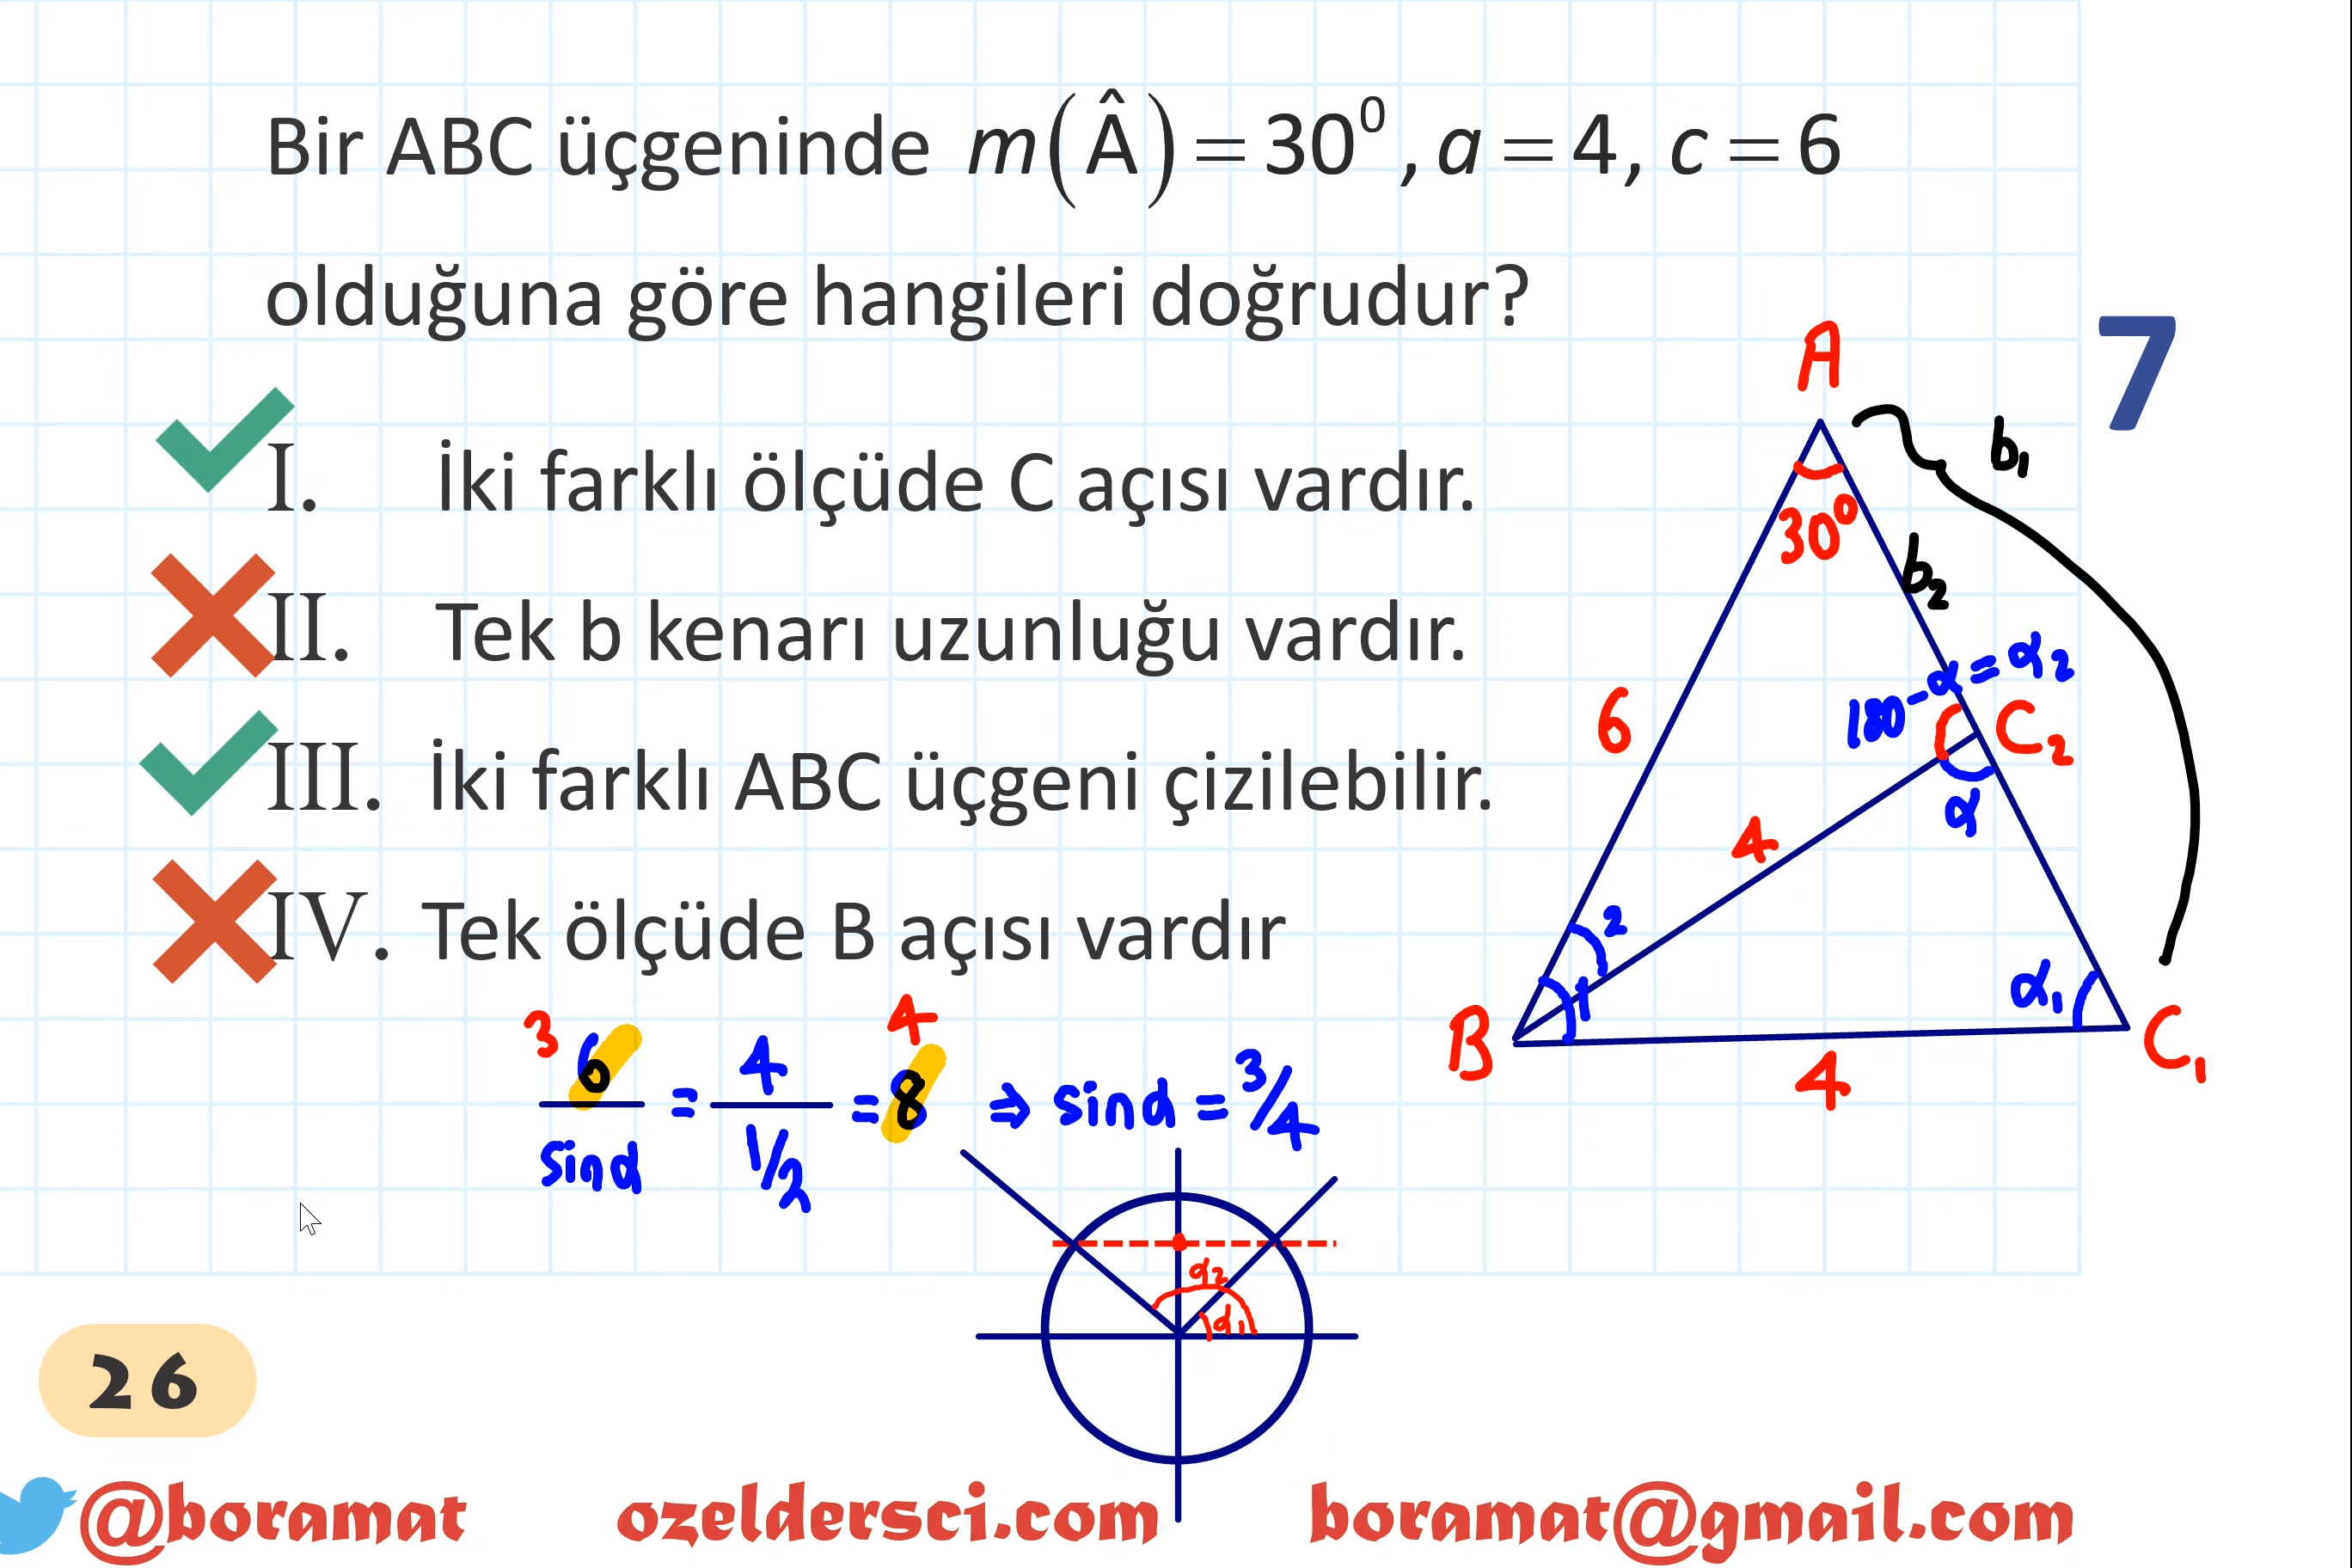 Bir ABC üçgeninde m(Â) = 30⁰ , a = 4, c = 6
olduğuna göre hangileri doğrudur?
7
I. İki farklı ölçüde C açısı vardır.
II. Tek b kenarı uzunluğu vardır.
III. İki farklı ABC üçgeni çizilebilir.
IV. Tek ölçüde B açısı vardır
A
30⁰
b₁
b₂
180 - α = α₂
C₂
α
6
4
2
1
α₁
B
C₁
4
3 4
6/sinα = 4/1/2 = 8 ⇒ sinα = 3/4
α₂
α₁
26
@boramat ozeldersci.com boramat@gmail.com